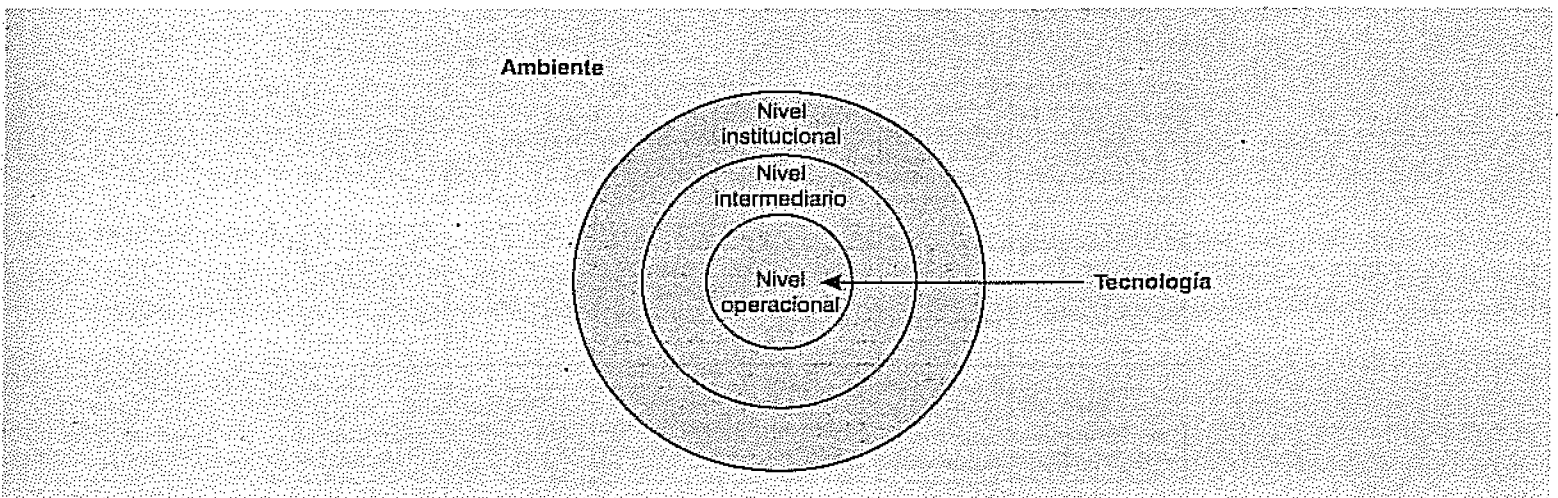 Ambiente
Nivel
institucional
Nivel
intermediario
Nivel
operacional
Tecnología